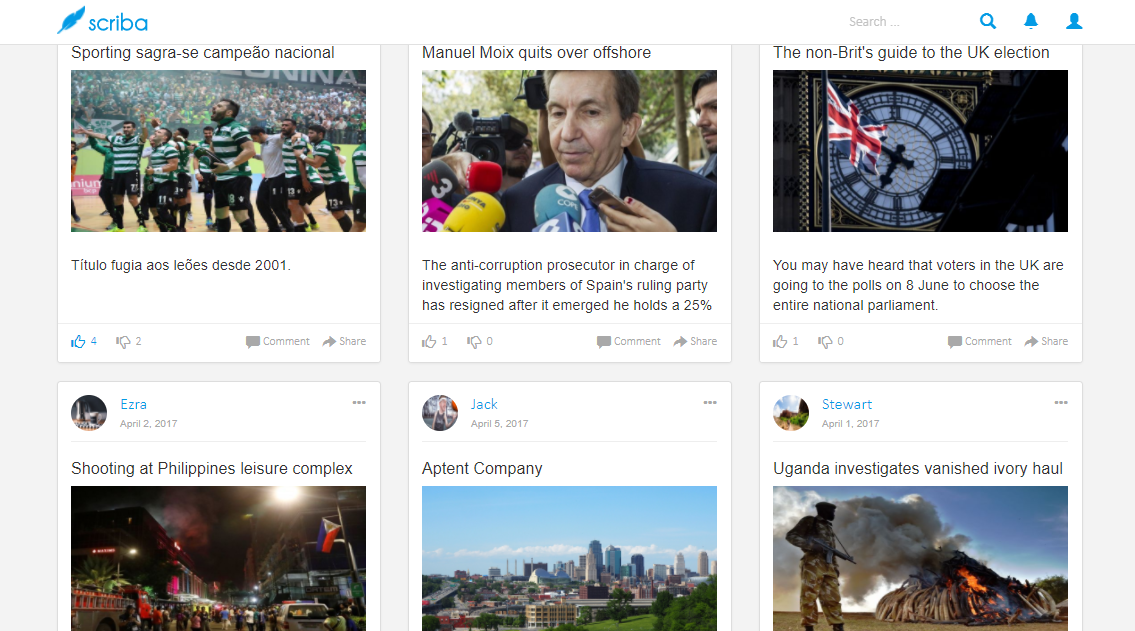 scriba
Search ...
Sporting sagra-se campeão nacional
Manuel Moix quits over offshore
The non-Brit's guide to the UK election
Título fugia aos leões desde 2001.
The anti-corruption prosecutor in charge of
investigating members of Spain's ruling party
has resigned after it emerged he holds a 25%
You may have heard that voters in the UK are
going to the polls on 8 June to choose the
entire national parliament.
4 2 Comment Share
1 0 Comment Share
1 0 Comment Share
Ezra
April 2, 2017
Jack
April 5, 2017
Stewart
April 1, 2017
Shooting at Philippines leisure complex
Aptent Company
Uganda investigates vanished ivory haul